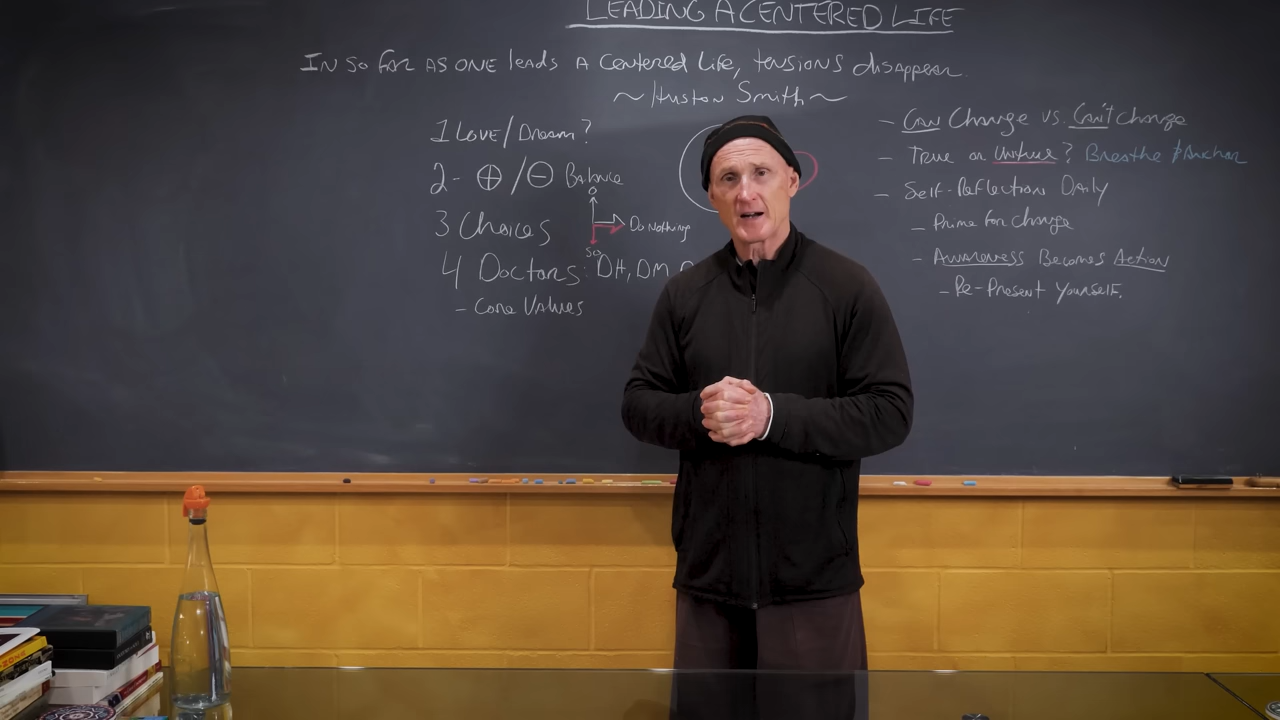 LEADING A CENTERED LIFE
IN SO FAR AS ONE leads A Centered Life, tensions disappear.
~ Huston Smith ~
1 Love/Dream?
2- ⊕/⊖ Balance
3 Choices
O
Do Nothing
SO
4 Doctors: DH, DM
- Core Values
- CAN Change vs. Can't change
- True or Untrue? Breathe & Anchor
- Self-Reflection Daily
- Prime for change
- Awareness Becomes Action
- Re-Present Yourself.